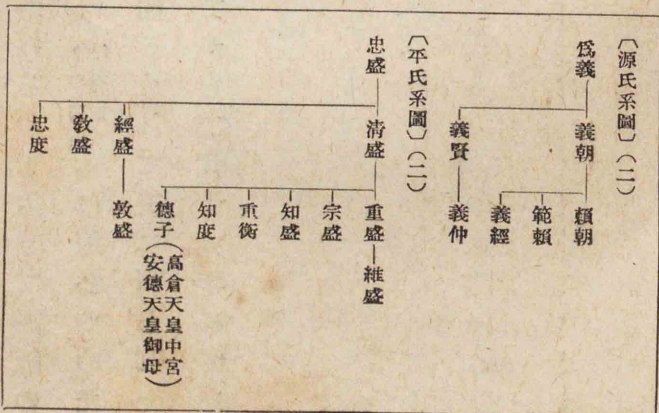 〔源氏系圖〕（二）
爲義
義朝
賴朝
範賴
義經
義賢
義仲
〔平氏系圖〕（二）
忠盛
清盛
重盛
維盛
宗盛
知盛
重衡
知度
德子（高倉天皇中宮
安德天皇御母）
經盛
敦盛
敎盛
忠度